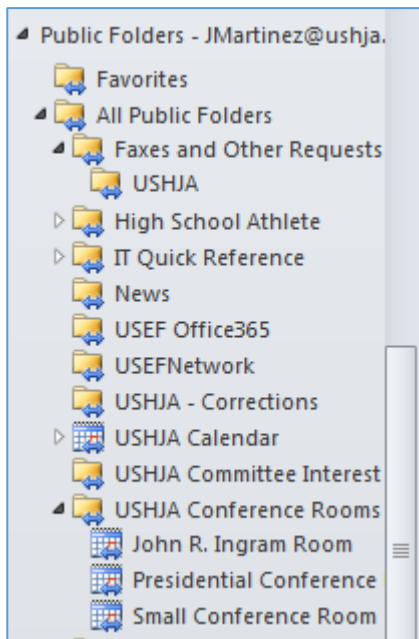 Public Folders - JMartinez@ushja.
Favorites
All Public Folders
Faxes and Other Requests
USHJA
High School Athlete
IT Quick Reference
News
USEF Office365
USEFNetwork
USHJA - Corrections
USHJA Calendar
USHJA Committee Interest
USHJA Conference Rooms
John R. Ingram Room
Presidential Conference
Small Conference Room